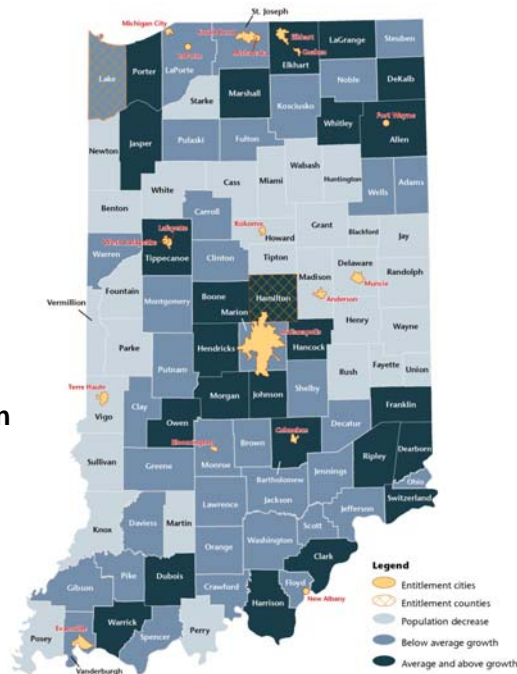 St. Joseph
Michigan City
South Bend
Elkhart
LaGrange
Steuben
Mishawaka
Goshen
LaPorte
Elkhart
Lake
Porter
LaPorte
Noble
DeKalb
Marshall
Starke
Kosciusko
Fort Wayne
Whitley
Allen
Newton
Jasper
Pulaski
Fulton
Wabash
Miami
Huntington
White
Cass
Wells
Adams
Benton
Carroll
Grant
Blackford
Jay
Lafayette
Kokomo
Howard
West Lafayette
Warren
Tippecanoe
Clinton
Tipton
Delaware
Randolph
Madison
Muncie
Fountain
Boone
Hamilton
Anderson
Vermillion
Montgomery
Marion
Henry
Wayne
Indianapolis
Parke
Hendricks
Hancock
Putnam
Rush
Fayette
Union
Terre Haute
Shelby
Morgan
Johnson
Franklin
Vigo
Clay
Owen
Columbus
Decatur
Bloomington
Brown
Ripley
Dearborn
Sullivan
Greene
Monroe
Bartholomew
Jennings
Ohio
Jackson
Switzerland
Lawrence
Jefferson
Knox
Daviess
Martin
Scott
Orange
Washington
Clark
Legend
Gibson
Pike
Dubois
Crawford
Floyd
Entitlement cities
New Albany
Entitlement counties
Harrison
Population decrease
Posey
Evansville
Warrick
Perry
Spencer
Below average growth
Vanderburgh
Average and above growth